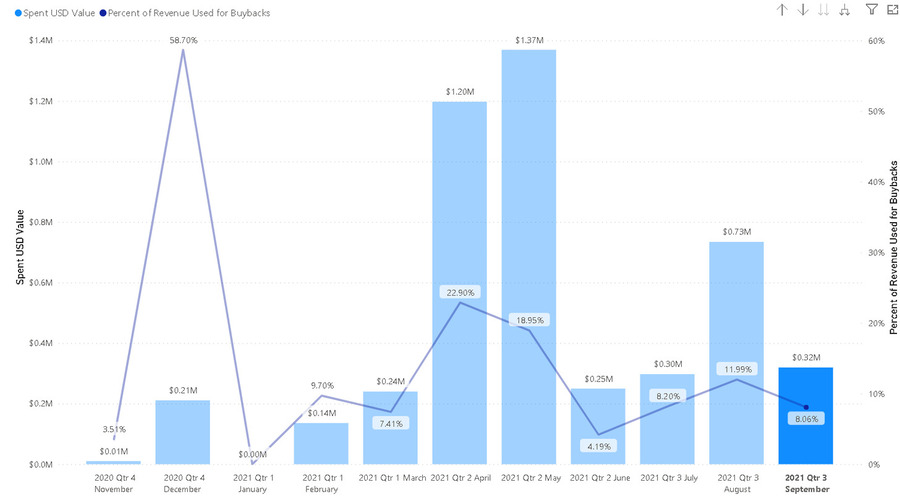 Spent USD Value Percent of Revenue Used for Buybacks
$1.4M
$1.2M
$1.0M
$0.8M
$0.6M
$0.4M
$0.2M
$0.0M
Spent USD Value
60%
50%
40%
30%
20%
10%
0%
Percent of Revenue Used for Buybacks
58.70%
$1.37M
$1.20M
$0.73M
22.90%
18.95%
$0.32M
$0.30M
11.99%
$0.25M
$0.24M
9.70%
8.20%
$0.21M
$0.14M
7.41%
8.06%
3.51%
4.19%
$0.01M
$0.00M
2020 Qtr 4
November
2020 Qtr 4
December
2021 Qtr 1
January
2021 Qtr 1
February
2021 Qtr 1 March
2021 Qtr 2 April
2021 Qtr 2 May
2021 Qtr 2 June
2021 Qtr 3 July
2021 Qtr 3
August
2021 Qtr 3
September